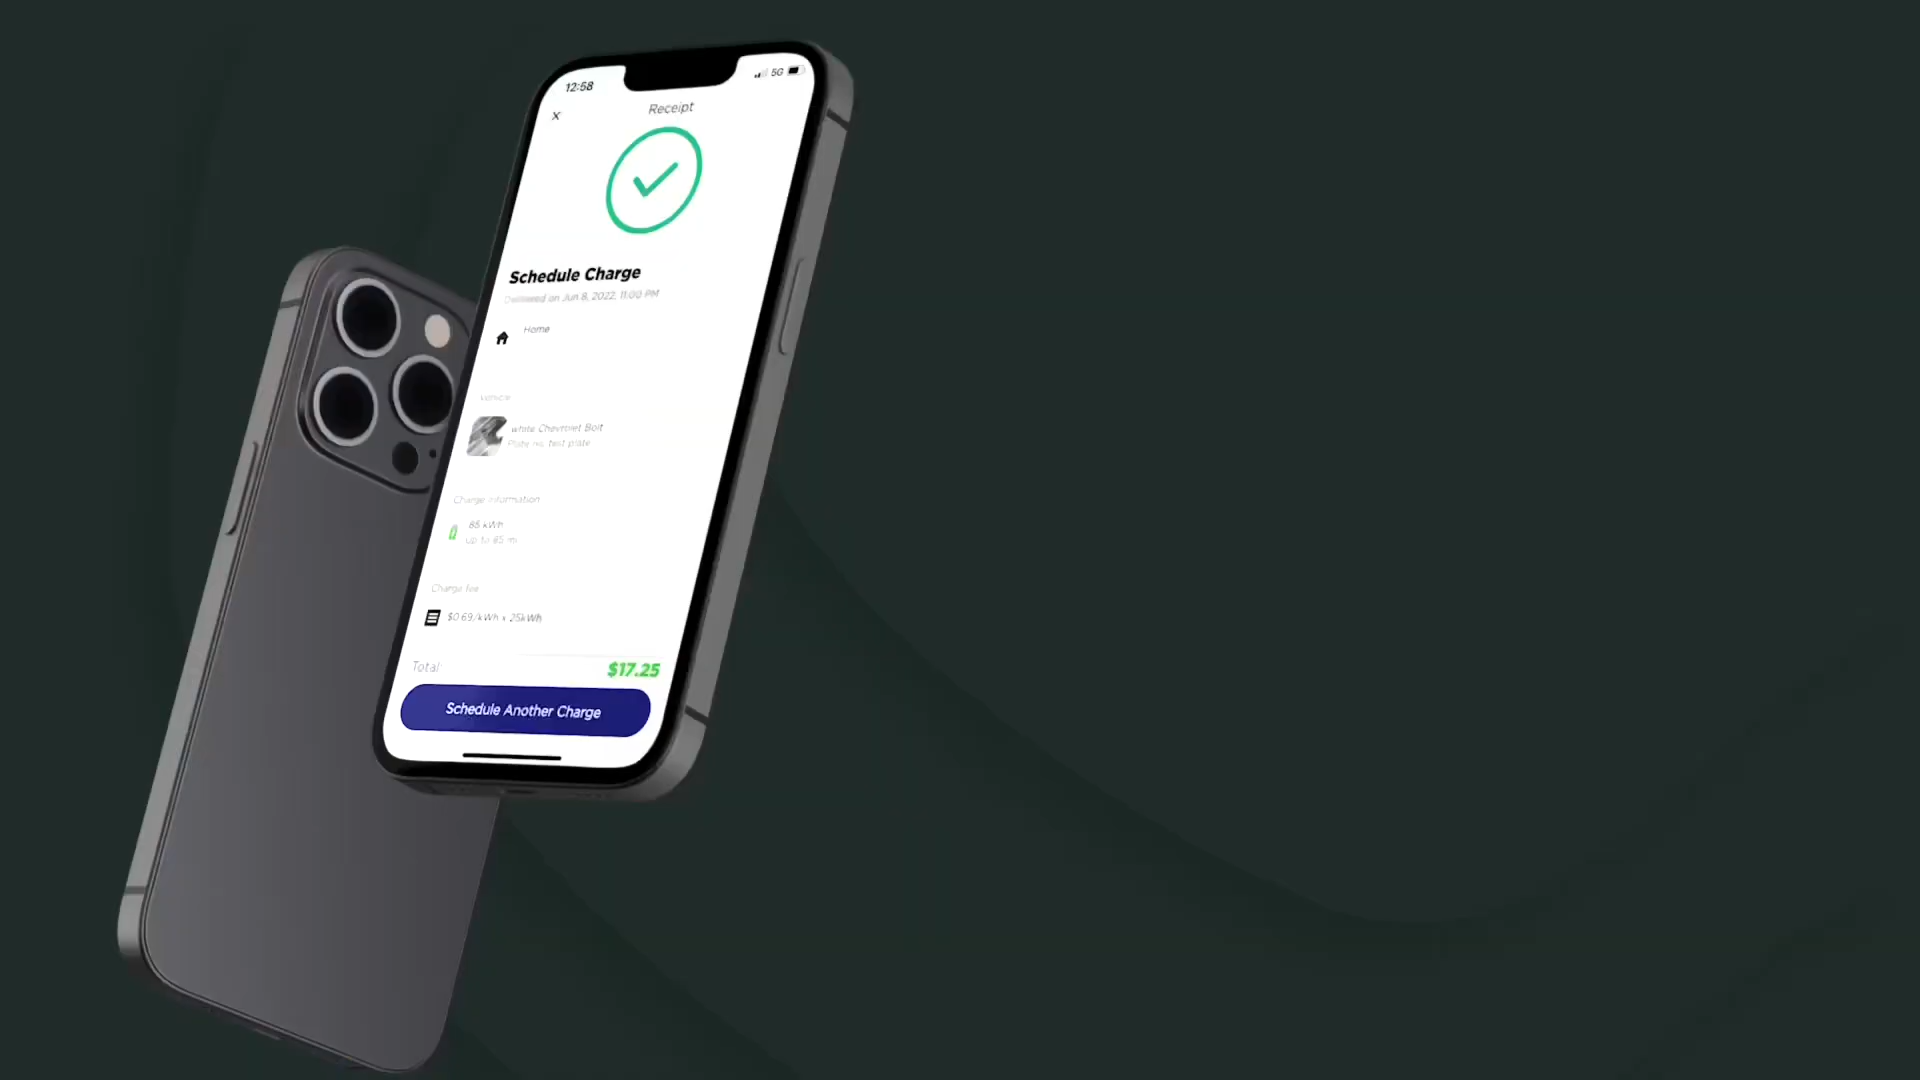 12:58
5G
Receipt
Schedule Charge
Delivered on Jun 8, 2022, 11:00 PM
Home
Vehicle
white Chevrolet Bolt
Plate no. test plate
Charge information
85 kWh
up to 85 mi
Charge fee
$0.69/kWh x 25kWh
Total:
$17.25
Schedule Another Charge